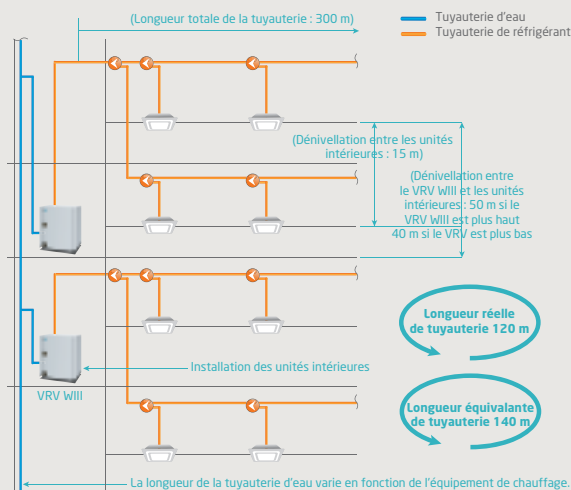 (Longueur totale de la tuyauterie : 300 m)
Tuyauterie d'eau
Tuyauterie de réfrigérant
(Dénivellation entre les unités
intérieures : 15 m)
(Dénivellation entre
le VRV WIII et les unités
intérieures : 50 m si le
VRV WIII est plus haut
40 m si le VRV est plus bas
Longueur réelle
de tuyauterie 120 m
Installation des unités intérieures
VRV WIII
Longueur équivalante
de tuyauterie 140 m
La longueur de la tuyauterie d'eau varie en fonction de l'équipement de chauffage.